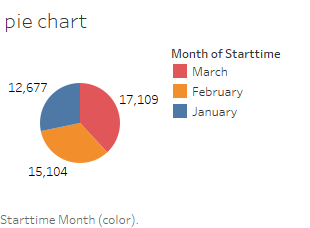 pie chart
Month of Starttime
March
February
January
12,677
17,109
15,104
Starttime Month (color).